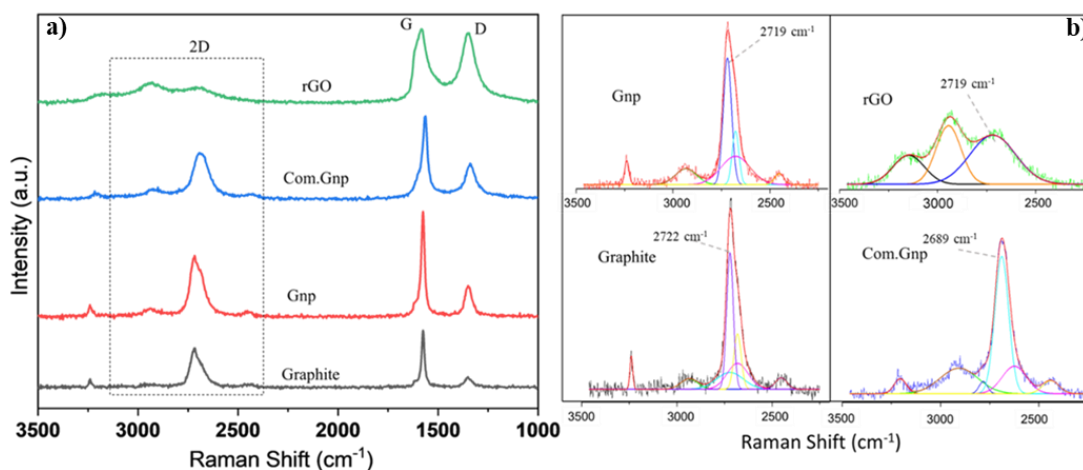 a)
2D
G
D
rGO
Com.Gnp
Gnp
Graphite
Intensity (a.u.)
3500 3000 2500 2000 1500 1000
Raman Shift (cm-1)
b)
2719 cm-1
Gnp
3000 2500
2719 cm-1
rGO
3500 3000 2500
2722 cm-1
Graphite
3500 3000 2500
2689 cm-1
Com.Gnp
3500 3000 2500
Raman Shift (cm-1)